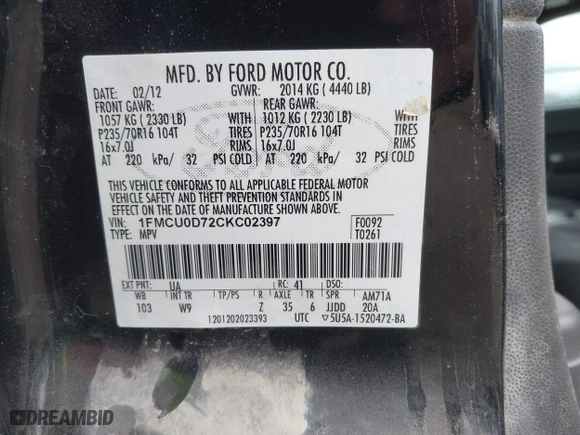 MFD. BY FORD MOTOR CO.
DATE: 02/12 GVWR: 2014 KG ( 4440 LB)
FRONT GAWR: REAR GAWR:
1057 KG ( 2330 LB) WITH 1012 KG ( 2230 LB) WITH
P235/70R16 104T TIRES P235/70R16 104T TIRES
16x7.0J RIMS 16x7.0J RIMS
AT 220 kPa/ 32 PSI COLD AT 220 kPa/ 32 PSI COLD
THIS VEHICLE CONFORMS TO ALL APPLICABLE FEDERAL MOTOR
VEHICLE SAFETY AND THEFT PREVENTION STANDARDS IN
EFFECT ON THE DATE OF MANUFACTURE SHOWN ABOVE.
VIN: 1FMCU0D72CKC02397 F0092
TYPE: MPV T0261
EXT PNT: UA RC: 41 DSO:
WB INT TR TP/PS R AXLE TR SPR AM71A
103 W9 Z 35 6 JJDD 20A
1201202023393 UTC ▽5U5A-1520472-BA
DREAMBID